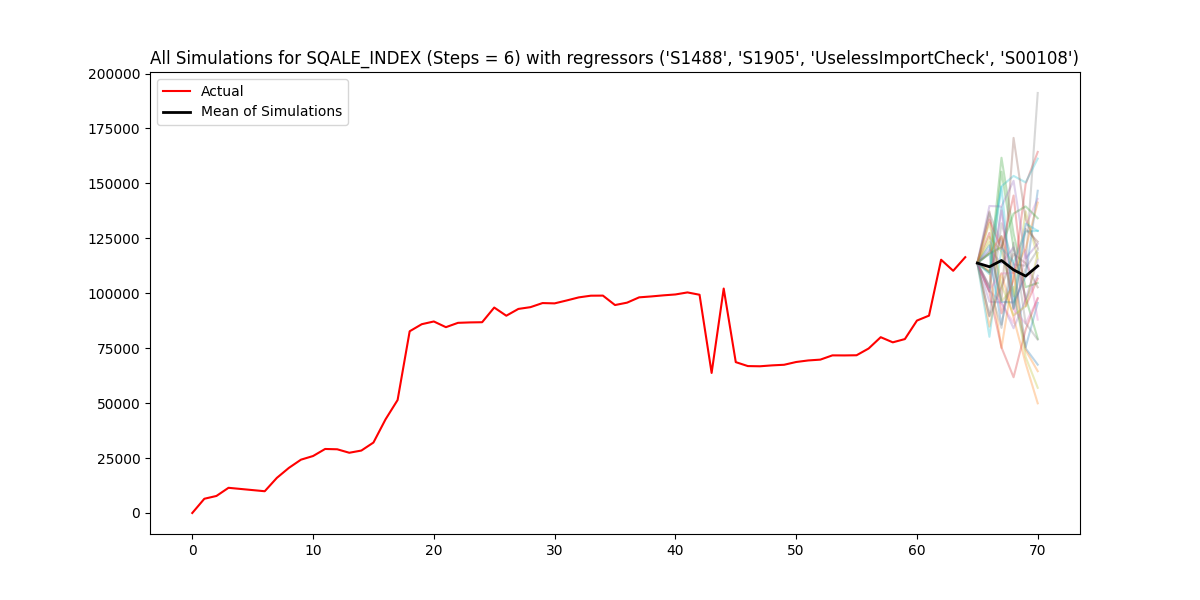 All Simulations for SQALE_INDEX (Steps = 6) with regressors ('S1488', 'S1905', 'UselessImportCheck', 'S00108')
Actual
Mean of Simulations
200000
175000
150000
125000
100000
75000
50000
25000
0
0 10 20 30 40 50 60 70